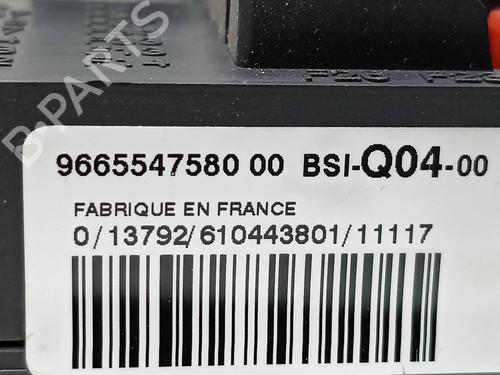 B-PARTS
9665547580 00 BSI-Q04-00
FABRIQUE EN FRANCE
0/13792/610443801/11117